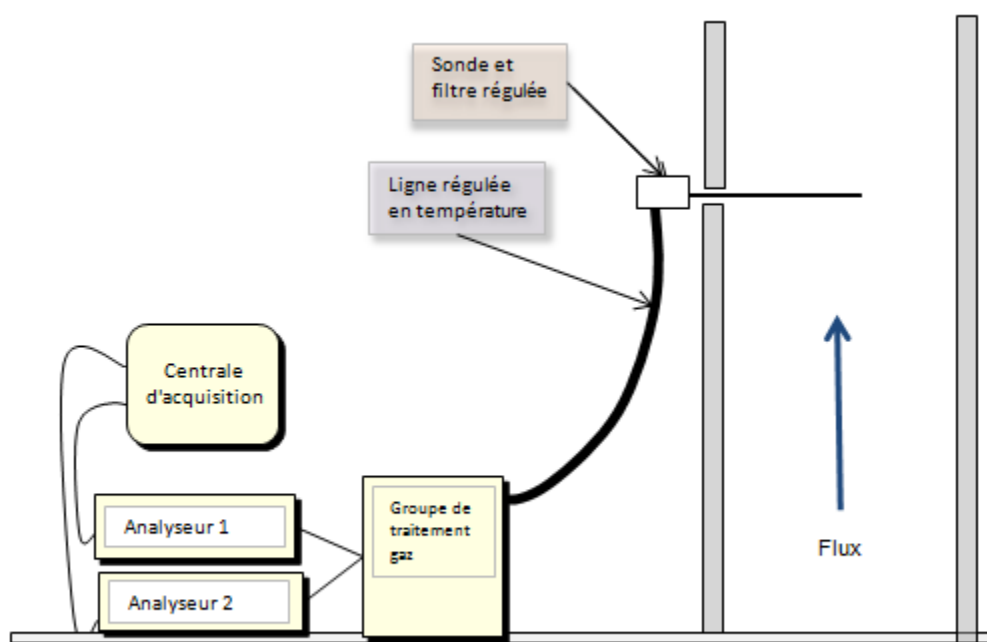 Sonde et
filtre régulée
Ligne régulée
en température
Centrale
d'acquisition
Groupe de
traitement
gaz
Analyseur 1
Analyseur 2
Flux